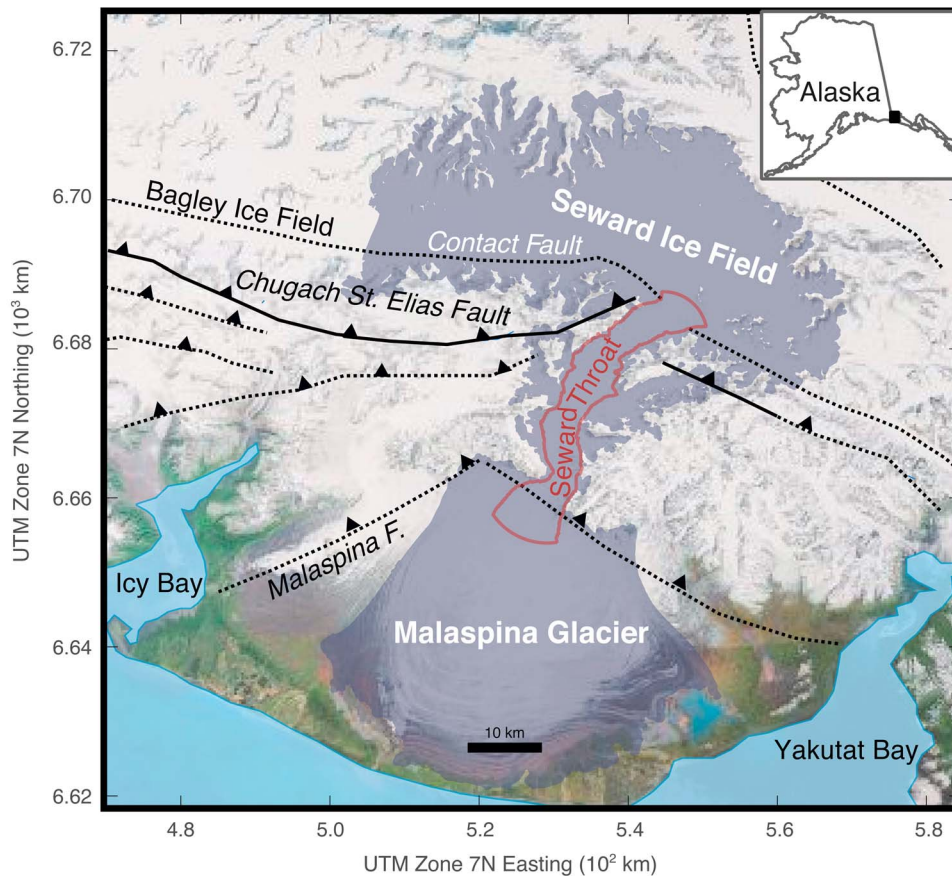 6.72
6.70
6.68
6.66
6.64
6.62
UTM Zone 7N Northing (10³ km)
Alaska
Bagley Ice Field
Contact Fault
Seward Ice Field
Chugach St. Elias Fault
Seward Throat
Malaspina F.
Icy Bay
Malaspina Glacier
10 km
Yakutat Bay
4.8 5.0 5.2 5.4 5.6 5.8
UTM Zone 7N Easting (10² km)